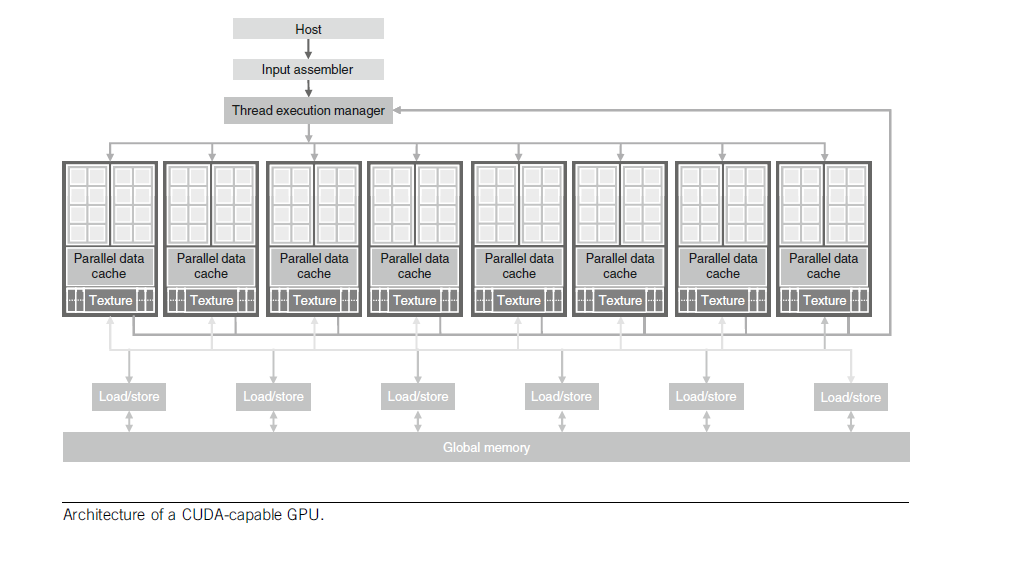 Host
Input assembler
Thread execution manager
Parallel data
cache
Parallel data
cache
Parallel data
cache
Parallel data
cache
Parallel data
cache
Parallel data
cache
Parallel data
cache
Parallel data
cache
Texture
Texture
Texture
Texture
Texture
Texture
Texture
Texture
Load/store
Load/store
Load/store
Load/store
Load/store
Load/store
Global memory
Architecture of a CUDA-capable GPU.